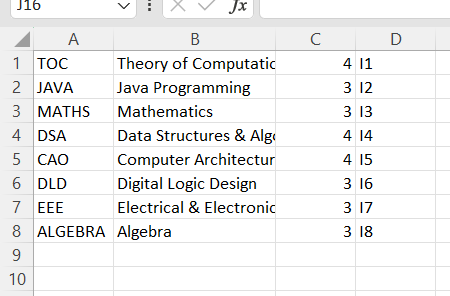 J16 fx
A B C D
1 TOC Theory of Computatic 4 I1
2 JAVA Java Programming 3 I2
3 MATHS Mathematics 3 I3
4 DSA Data Structures & Algo 4 I4
5 CAO Computer Architectur 4 I5
6 DLD Digital Logic Design 3 I6
7 EEE Electrical & Electronic 3 I7
8 ALGEBRA Algebra 3 I8
9
10